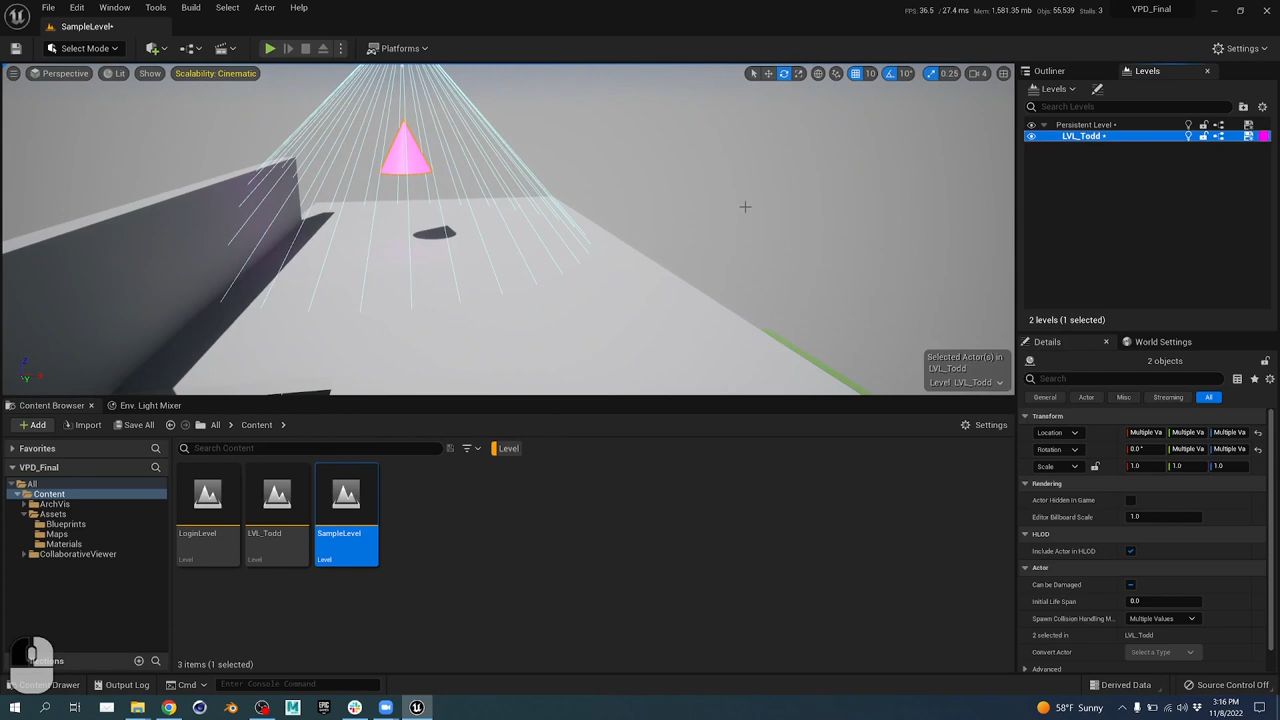 File Edit Window Tools Build Select Actor Help
FPS: 36.5 / 27.4 ms Mem: 1,581.35 mb Objs: 55,539 Stalls: 3
VPD_Final
SampleLevel*
Select Mode
Platforms
Settings
Perspective Lit Show Scalability: Cinematic
10 10° 0.25 4
Outliner Levels
Levels
Search Levels
Persistent Level *
LVL_Todd *
2 levels (1 selected)
Selected Actor(s) in
LVL_Todd
Level LVL_Todd
Details World Settings
2 objects
Search
General Actor Misc Streaming All
Transform
Location Multiple Va Multiple Va Multiple Va
Rotation 0.0 ° Multiple Va Multiple Va
Scale 1.0 1.0 1.0
Rendering
Actor Hidden In Game
Editor Billboard Scale 1.0
HLOD
Include Actor in HLOD
Actor
Can be Damaged
Initial Life Span 0.0
Spawn Collision Handling M... Multiple Values
2 selected in LVL_Todd
Convert Actor Select a Type
Advanced
Content Browser Env. Light Mixer
Add Import Save All All Content Settings
Favorites
Search Content
Level
VPD_Final
All
Content
ArchVis
Assets
Blueprints
Maps
Materials
CollaborativeViewer
LoginLevel
Level
LVL_Todd
Level
SampleLevel
Level
3 items (1 selected)
Content Drawer Output Log Cmd Enter Console Command
Derived Data Source Control Off
58°F Sunny
3:16 PM
11/8/2022